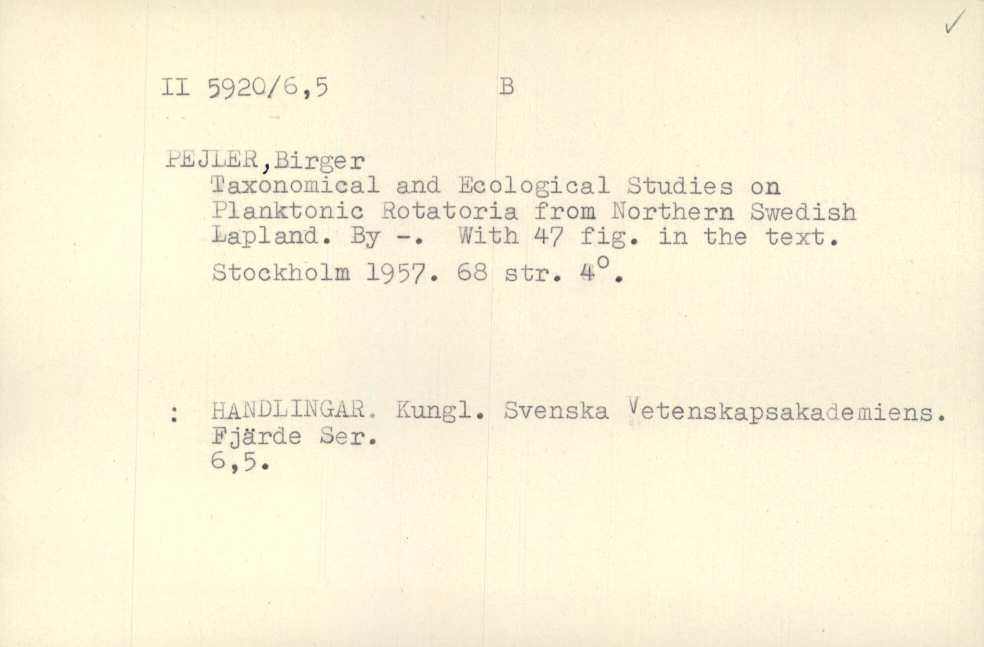 II 5920/6,5 B
PEJLER,Birger
Taxonomical and Ecological Studies on
Planktonic Rotatoria from Northern Swedish
Lapland. By -. With 47 fig. in the text.
Stockholm 1957. 68 str. 4°.
: HANDLINGAR. Kungl. Svenska Vetenskapsakademiens.
Fjärde Ser.
6,5.